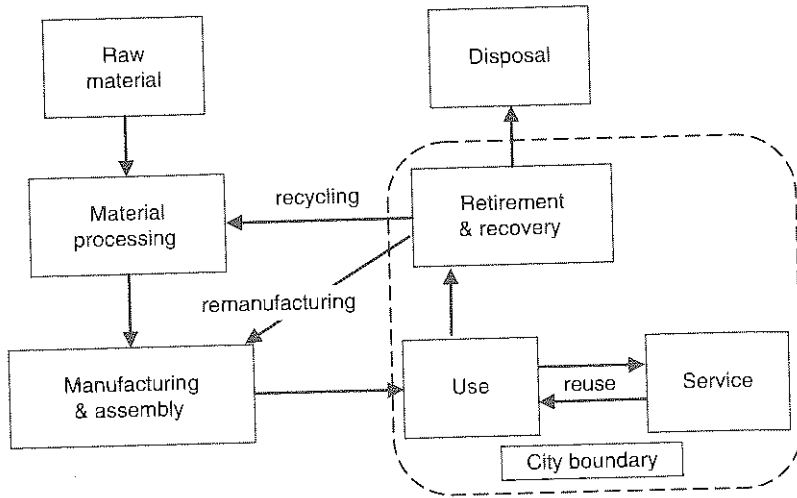 Raw
material
Disposal
recycling
Material
processing
Retirement
& recovery
remanufacturing
Manufacturing
& assembly
Use
reuse
Service
City boundary